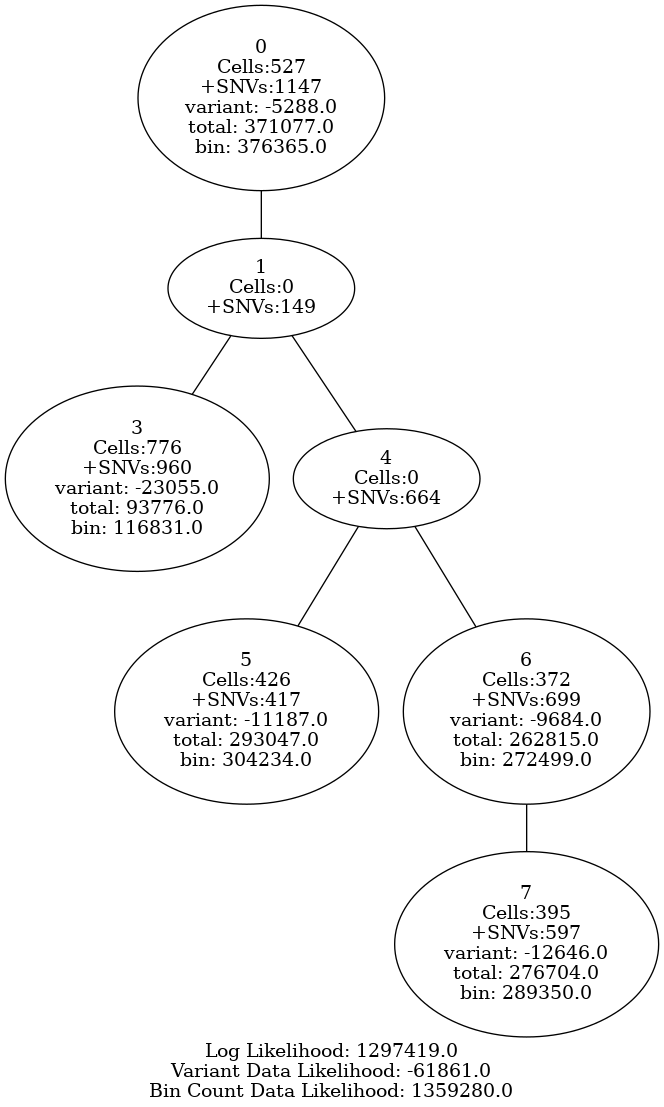 0
Cells:527
+SNVs:1147
variant: -5288.0
total: 371077.0
bin: 376365.0
1
Cells:0
+SNVs:149
3
Cells:776
+SNVs:960
variant: -23055.0
total: 93776.0
bin: 116831.0
4
Cells:0
+SNVs:664
5
Cells:426
+SNVs:417
variant: -11187.0
total: 293047.0
bin: 304234.0
6
Cells:372
+SNVs:699
variant: -9684.0
total: 262815.0
bin: 272499.0
7
Cells:395
+SNVs:597
variant: -12646.0
total: 276704.0
bin: 289350.0
Log Likelihood: 1297419.0
Variant Data Likelihood: -61861.0
Bin Count Data Likelihood: 1359280.0